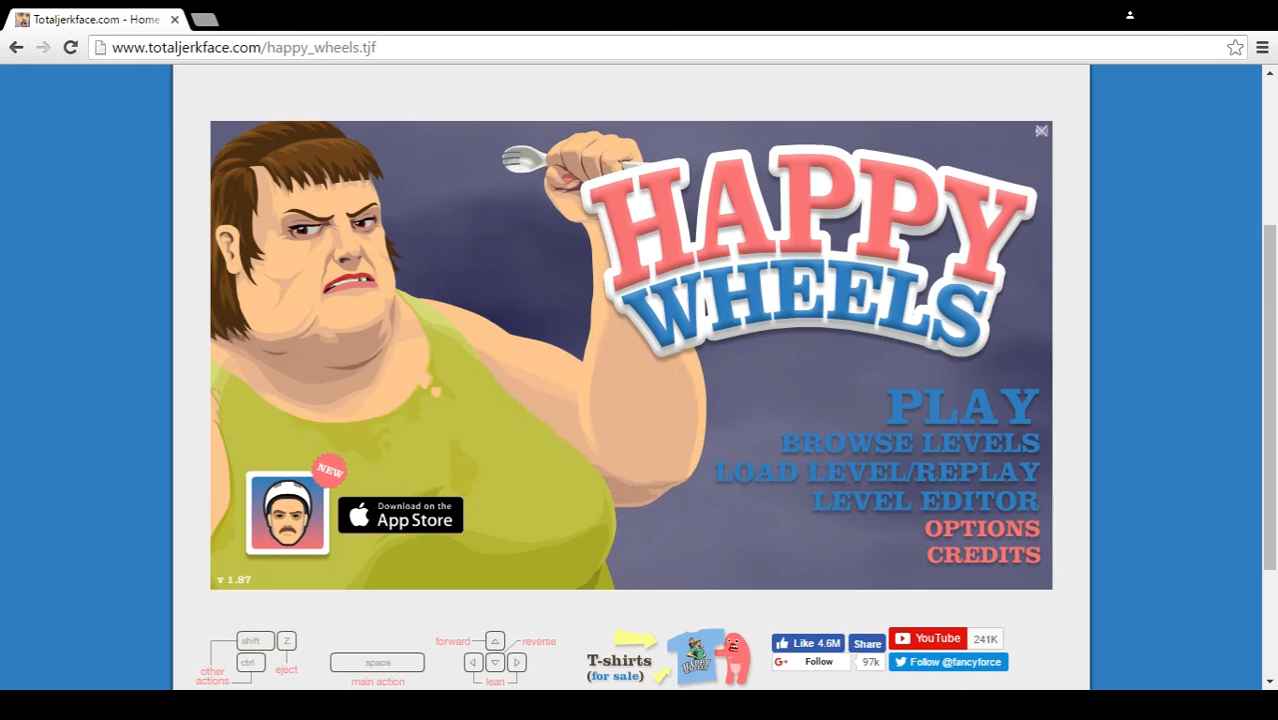 Totaljerkface.com - Home
www.totaljerkface.com/happy_wheels.tjf
HAPPY
WHEELS
PLAY
BROWSE LEVELS
LOAD LEVEL/REPLAY
LEVEL EDITOR
OPTIONS
CREDITS
NEW
Download on the
App Store
v 1.87
shift
Z
ctrl
other
actions
eject
space
main action
forward
reverse
lean
T-shirts
(for sale)
HAPPY
Like 4.6M
Share
YouTube
241K
G+ Follow
97k
Follow @fancyforce